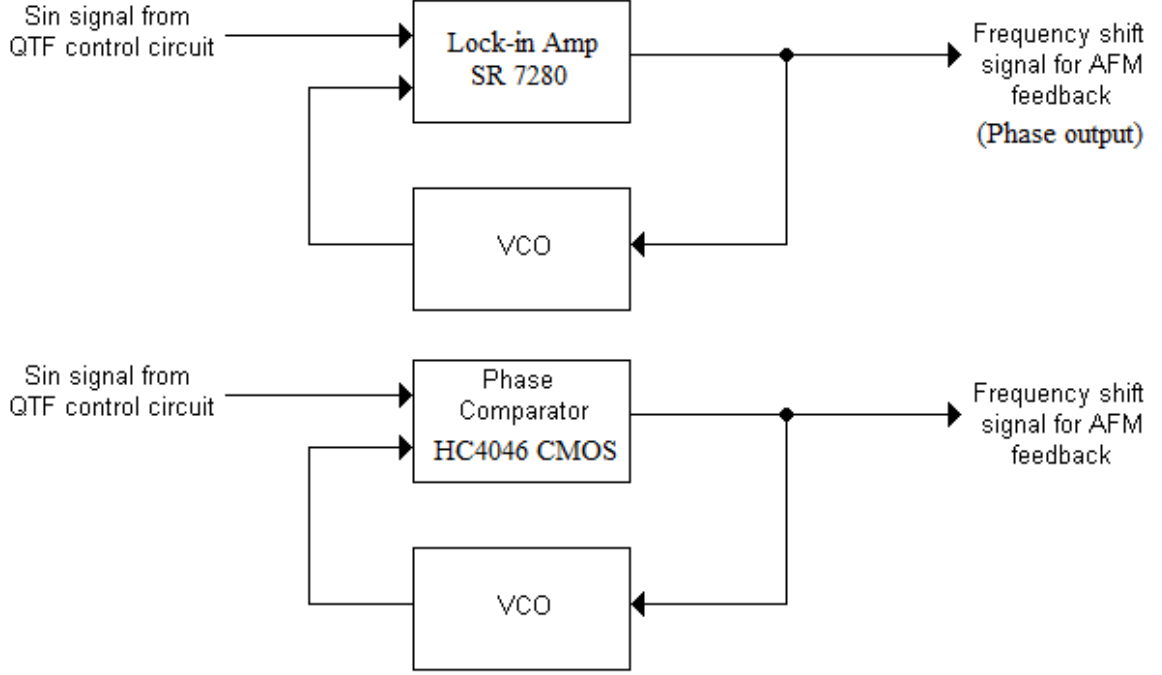 Sin signal from
QTF control circuit
Lock-in Amp
SR 7280
Frequency shift
signal for AFM
feedback
(Phase output)
VCO
Sin signal from
QTF control circuit
Phase
Comparator
HC4046 CMOS
Frequency shift
signal for AFM
feedback
VCO